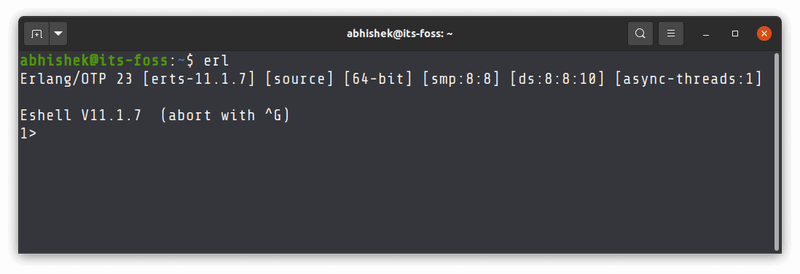 abhishek@its-foss: ~
abhishek@its-foss:~$ erl
Erlang/OTP 23 [erts-11.1.7] [source] [64-bit] [smp:8:8] [ds:8:8:10] [async-threads:1]
Eshell V11.1.7  (abort with ^G)
1>